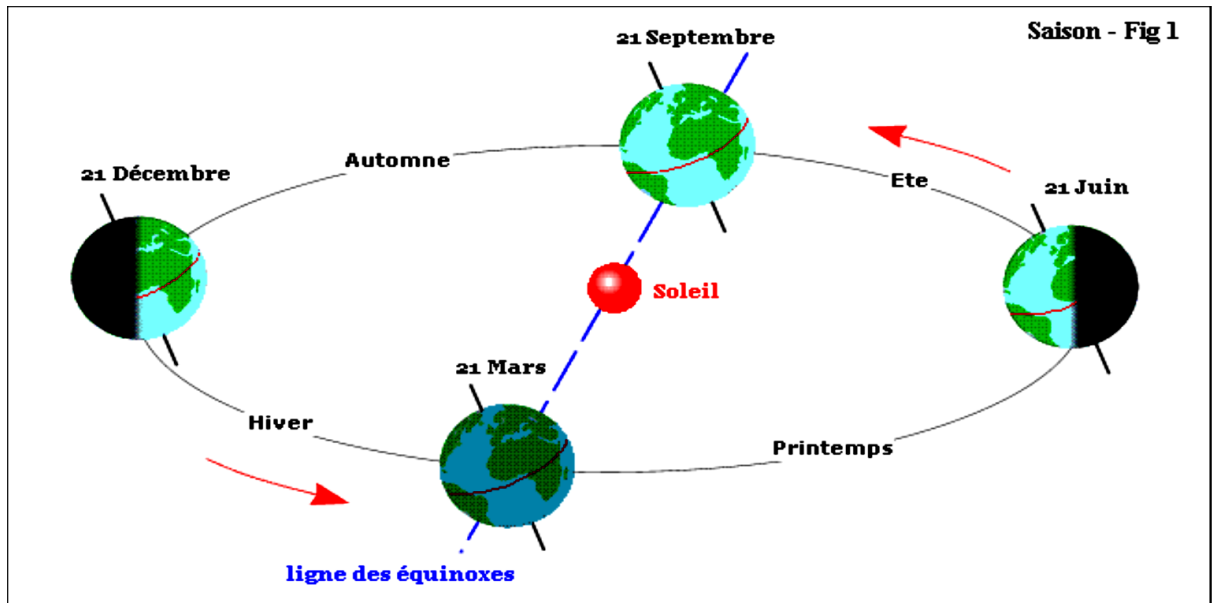 Saison - Fig 1
21 Septembre
Automne
21 Décembre
Ete
21 Juin
Soleil
21 Mars
Hiver
Printemps
ligne des équinoxes